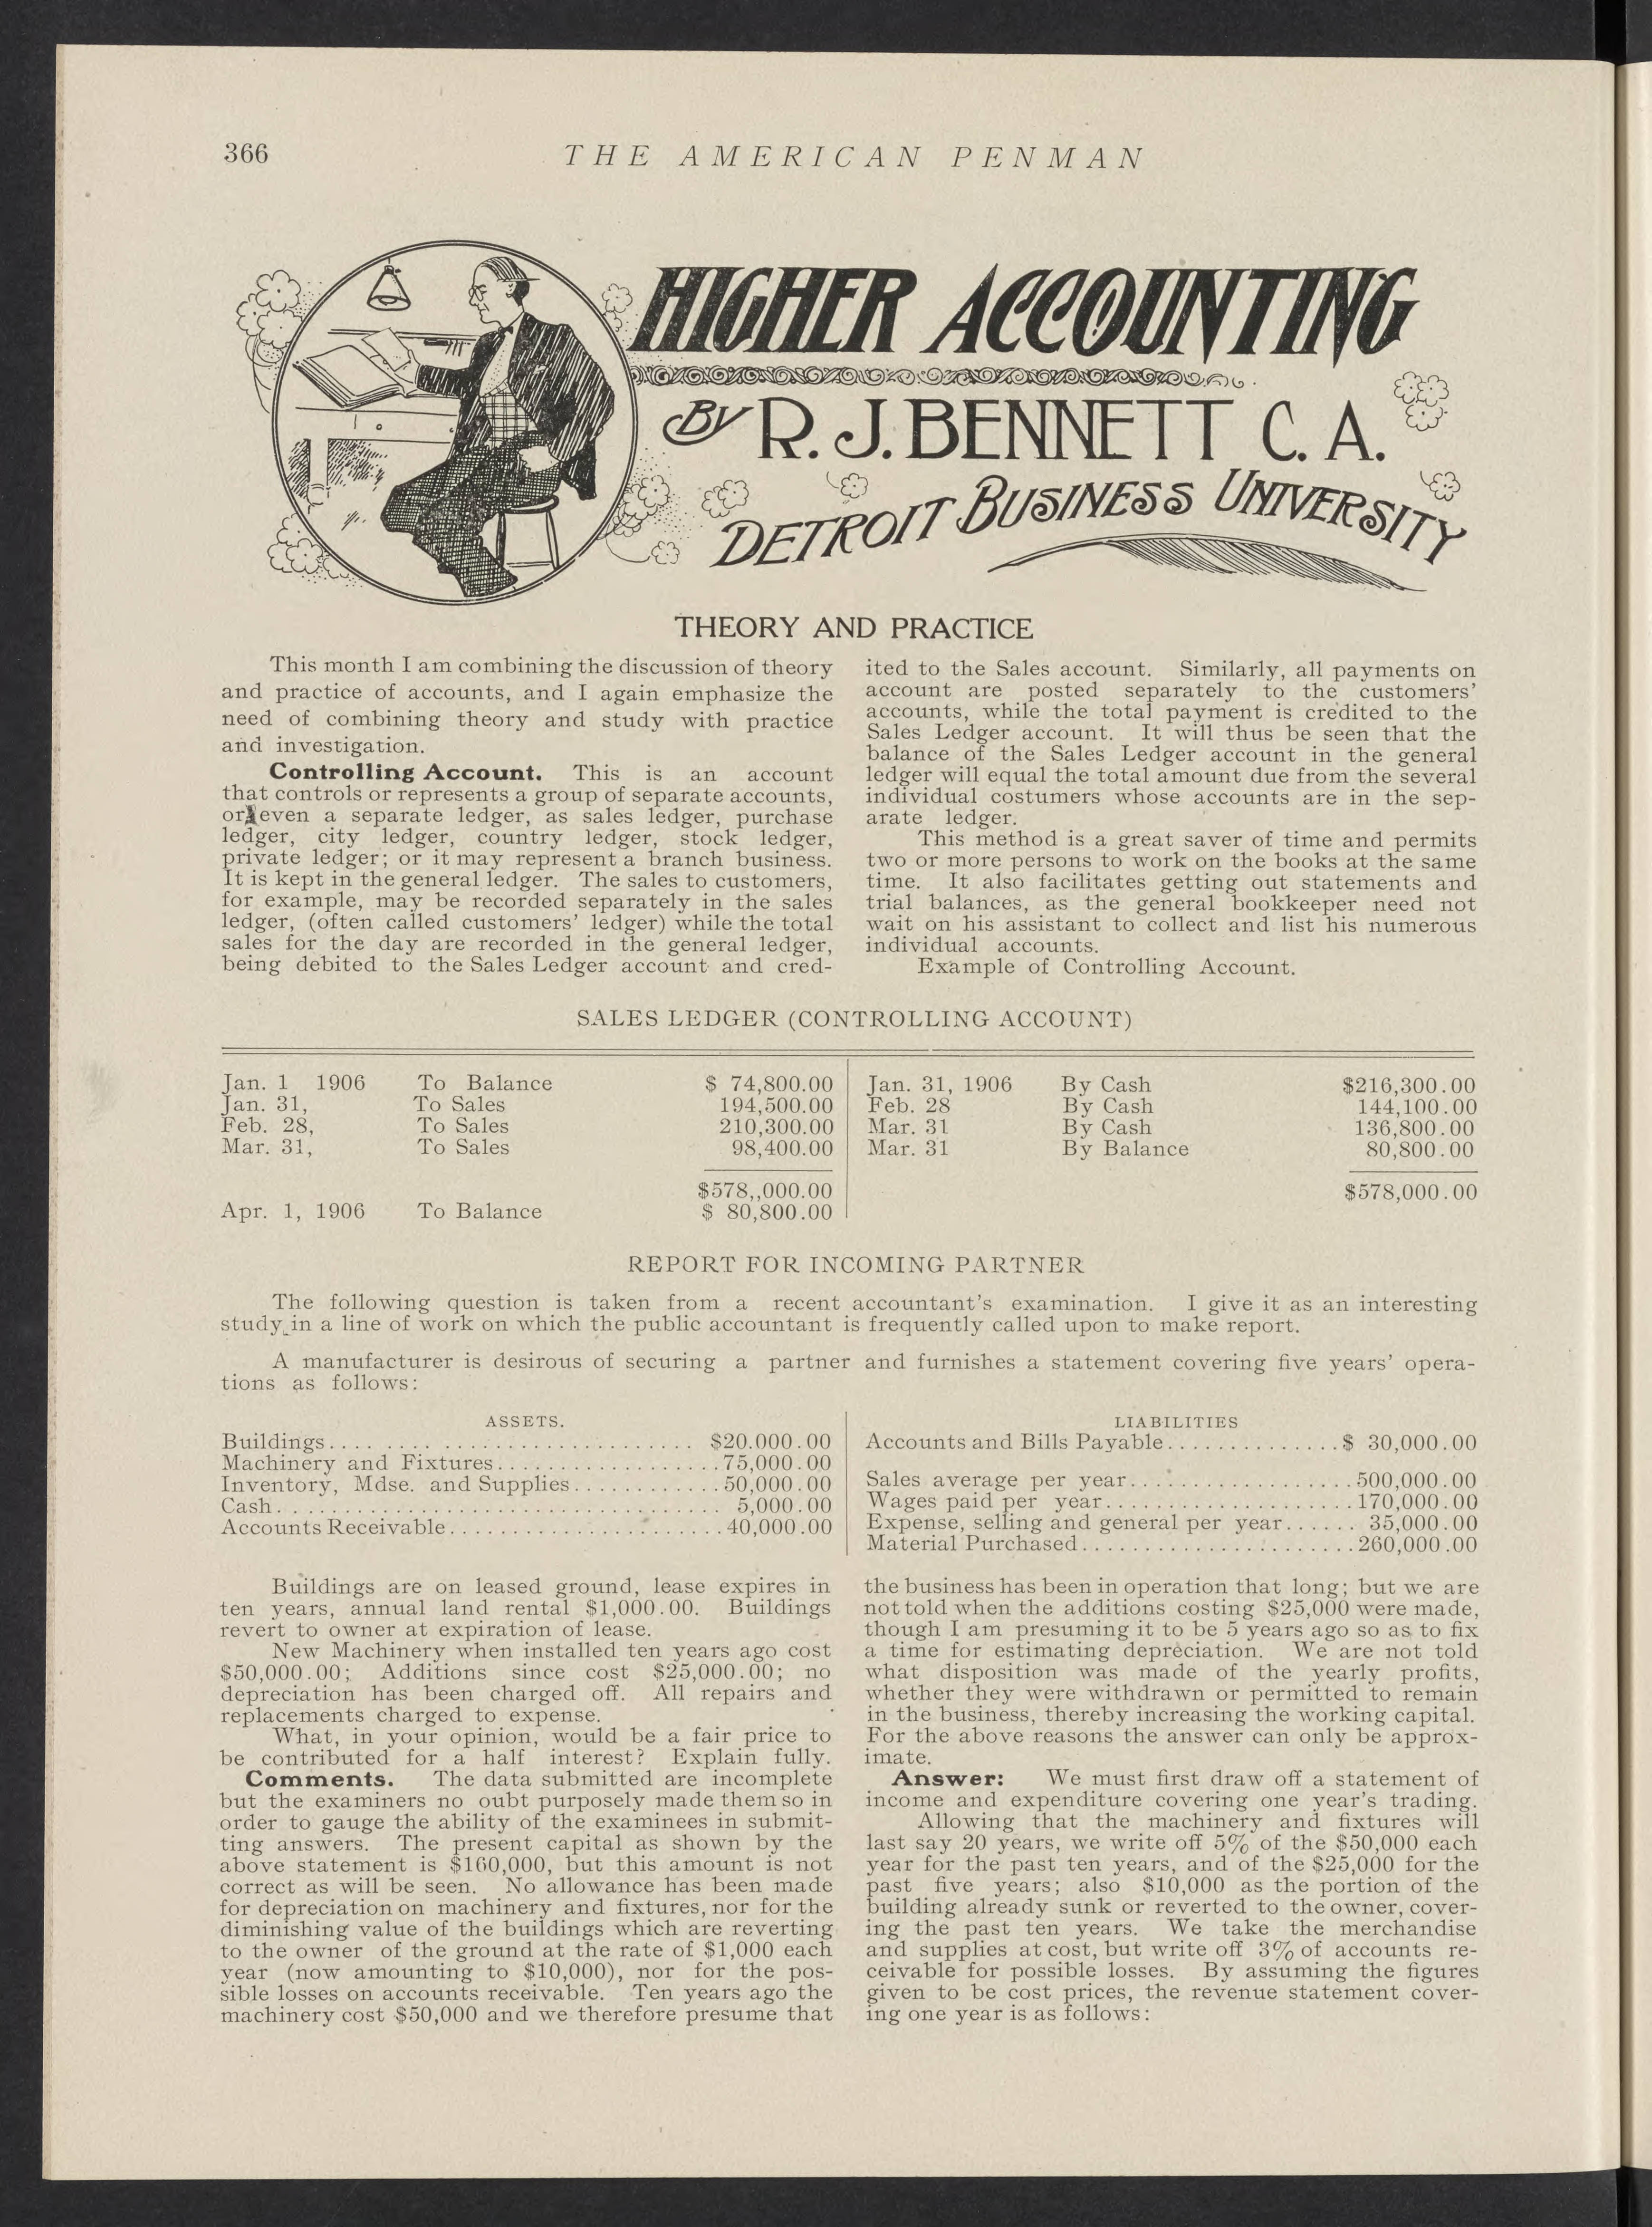 366
THE AMERICAN PENMAN
HIGHER ACCOUNTING
BY R. J. BENNETT C. A.
DETROIT BUSINESS UNIVERSITY
THEORY AND PRACTICE
This month I am combining the discussion of theory
and practice of accounts, and I again emphasize the
need of combining theory and study with practice
and investigation.
Controlling Account. This is an account
that controls or represents a group of separate accounts,
or even a separate ledger, as sales ledger, purchase
ledger, city ledger, country ledger, stock ledger,
private ledger; or it may represent a branch business.
It is kept in the general ledger. The sales to customers,
for example, may be recorded separately in the sales
ledger, (often called customers' ledger) while the total
sales for the day are recorded in the general ledger,
being debited to the Sales Ledger account and cred-
ited to the Sales account. Similarly, all payments on
account are posted separately to the customers'
accounts, while the total payment is credited to the
Sales Ledger account. It will thus be seen that the
balance of the Sales Ledger account in the general
ledger will equal the total amount due from the several
individual costumers whose accounts are in the sep-
arate ledger.
This method is a great saver of time and permits
two or more persons to work on the books at the same
time. It also facilitates getting out statements and
trial balances, as the general bookkeeper need not
wait on his assistant to collect and list his numerous
individual accounts.
Example of Controlling Account.
SALES LEDGER (CONTROLLING ACCOUNT)
Jan. 1 1906 To Balance $ 74,800.00
Jan. 31, To Sales 194,500.00
Feb. 28, To Sales 210,300.00
Mar. 31, To Sales 98,400.00
$578,,000.00
Apr. 1, 1906 To Balance $ 80,800.00
Jan. 31, 1906 By Cash $216,300.00
Feb. 28 By Cash 144,100.00
Mar. 31 By Cash 136,800.00
Mar. 31 By Balance 80,800.00
$578,000.00
REPORT FOR INCOMING PARTNER
The following question is taken from a recent accountant's examination. I give it as an interesting
study in a line of work on which the public accountant is frequently called upon to make report.
A manufacturer is desirous of securing a partner and furnishes a statement covering five years' opera-
tions as follows:
ASSETS.
Buildings.... .... .................... $20.000.00
Machinery and Fixtures..................75,000.00
Inventory, Mdse. and Supplies............50,000.00
Cash................................... 5,000.00
Accounts Receivable......................40,000.00
LIABILITIES
Accounts and Bills Payable..............$ 30,000.00
Sales average per year..................500,000.00
Wages paid per year....................170,000.00
Expense, selling and general per year...... 35,000.00
Material Purchased......................260,000.00
Buildings are on leased ground, lease expires in
ten years, annual land rental $1,000.00. Buildings
revert to owner at expiration of lease.
New Machinery when installed ten years ago cost
$50,000.00; Additions since cost $25,000.00; no
depreciation has been charged off. All repairs and
replacements charged to expense.
What, in your opinion, would be a fair price to
be contributed for a half interest? Explain fully.
Comments. The data submitted are incomplete
but the examiners no oubt purposely made them so in
order to gauge the ability of the examinees in submit-
ting answers. The present capital as shown by the
above statement is $160,000, but this amount is not
correct as will be seen. No allowance has been made
for depreciation on machinery and fixtures, nor for the
diminishing value of the buildings which are reverting
to the owner of the ground at the rate of $1,000 each
year (now amounting to $10,000), nor for the pos-
sible losses on accounts receivable. Ten years ago the
machinery cost $50,000 and we therefore presume that
the business has been in operation that long; but we are
not told when the additions costing $25,000 were made,
though I am presuming it to be 5 years ago so as to fix
a time for estimating depreciation. We are not told
what disposition was made of the yearly profits,
whether they were withdrawn or permitted to remain
in the business, thereby increasing the working capital.
For the above reasons the answer can only be approx-
imate.
Answer: We must first draw off a statement of
income and expenditure covering one year's trading.
Allowing that the machinery and fixtures will
last say 20 years, we write off 5% of the $50,000 each
year for the past ten years, and of the $25,000 for the
past five years; also $10,000 as the portion of the
building already sunk or reverted to the owner, cover-
ing the past ten years. We take the merchandise
and supplies at cost, but write off 3% of accounts re-
ceivable for possible losses. By assuming the figures
given to be cost prices, the revenue statement cover-
ing one year is as follows: